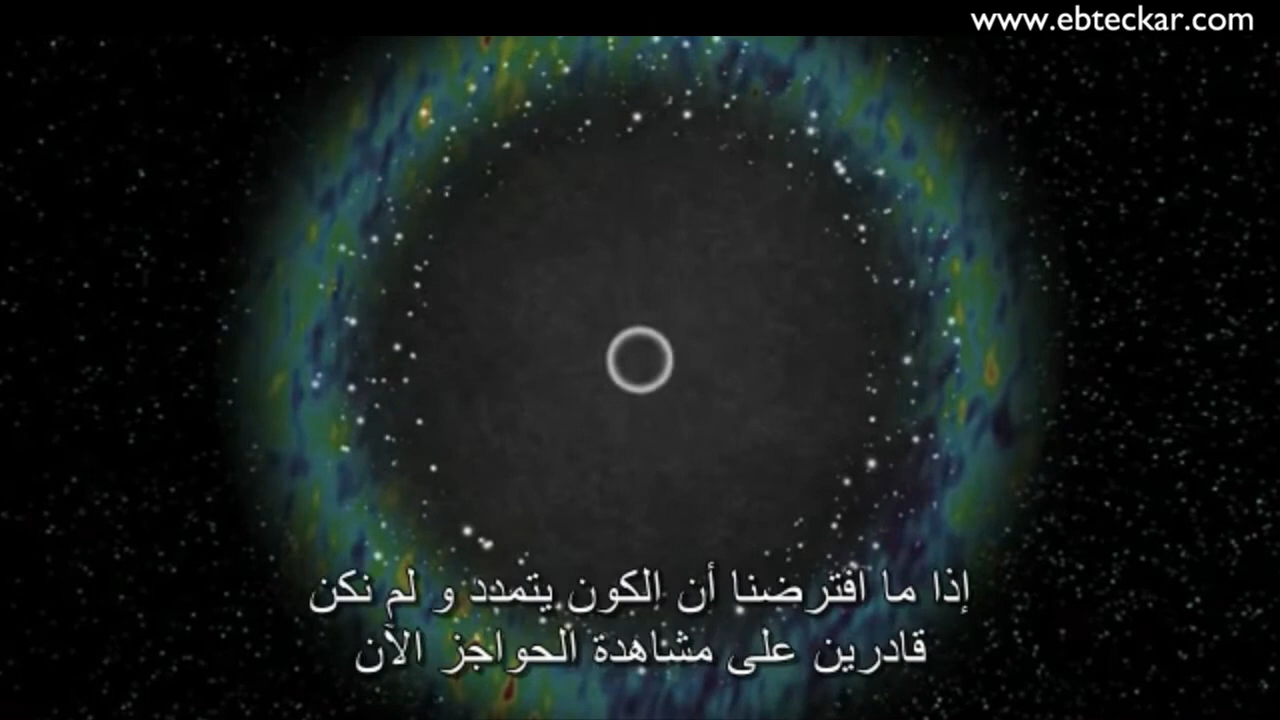 www.ebteckar.com
إذا ما افترضنا أن الكون يتمدد و لم نكن
قادرين على مشاهدة الحواجز الآن